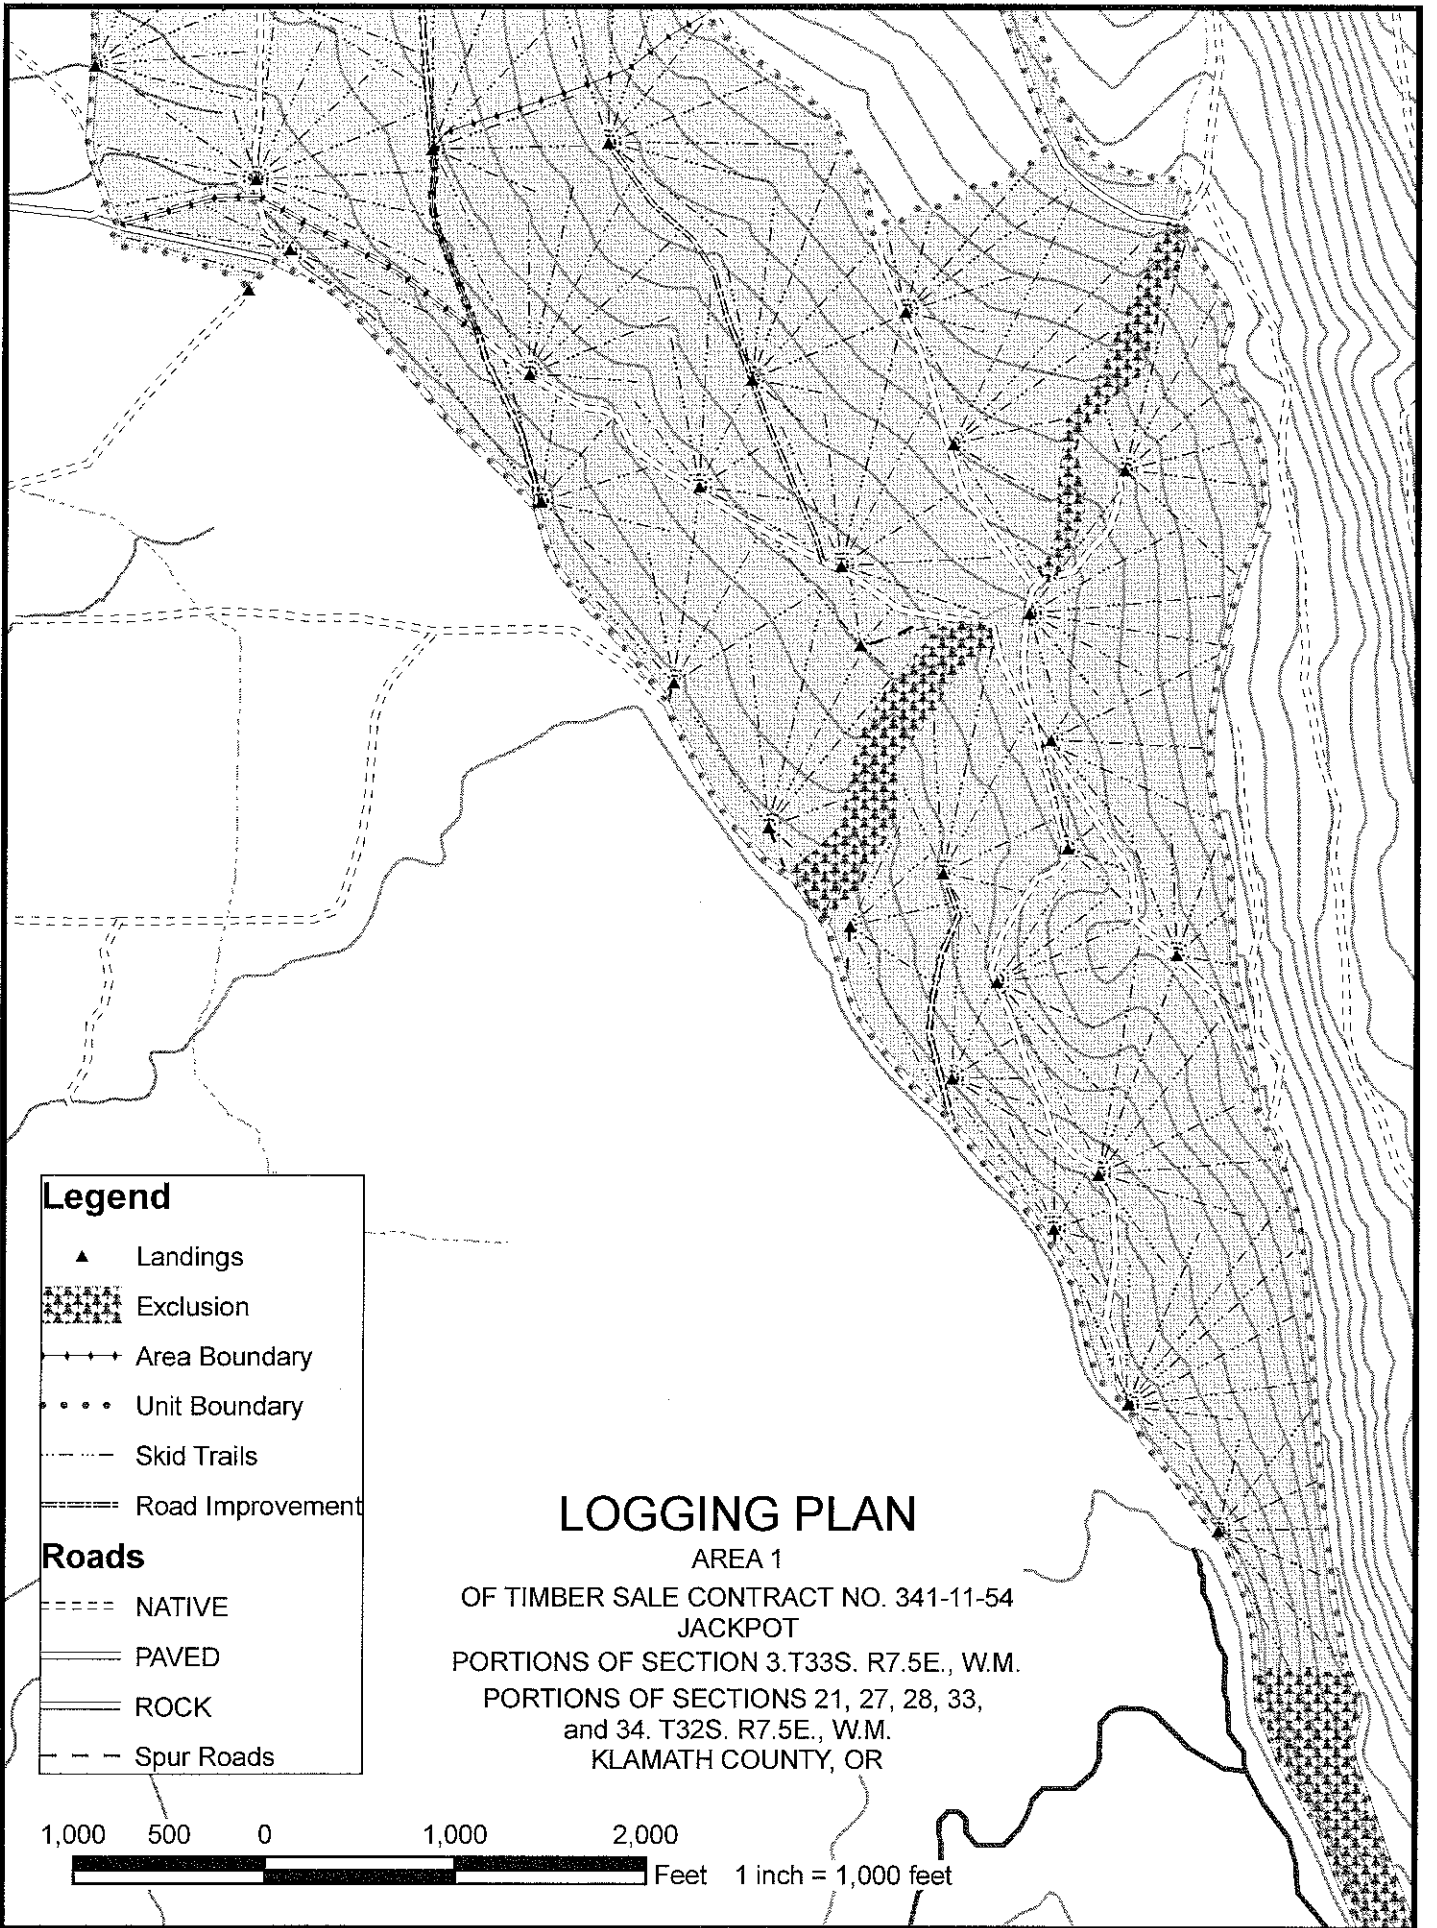 Legend
Landings
Exclusion
Area Boundary
Unit Boundary
Skid Trails
Road Improvement
Roads
NATIVE
PAVED
ROCK
Spur Roads
LOGGING PLAN
AREA 1
OF TIMBER SALE CONTRACT NO. 341-11-54
JACKPOT
PORTIONS OF SECTION 3.T33S. R7.5E., W.M.
PORTIONS OF SECTIONS 21, 27, 28, 33,
and 34. T32S. R7.5E., W.M.
KLAMATH COUNTY, OR
1,000 500 0 1,000 2,000
Feet 1 inch = 1,000 feet